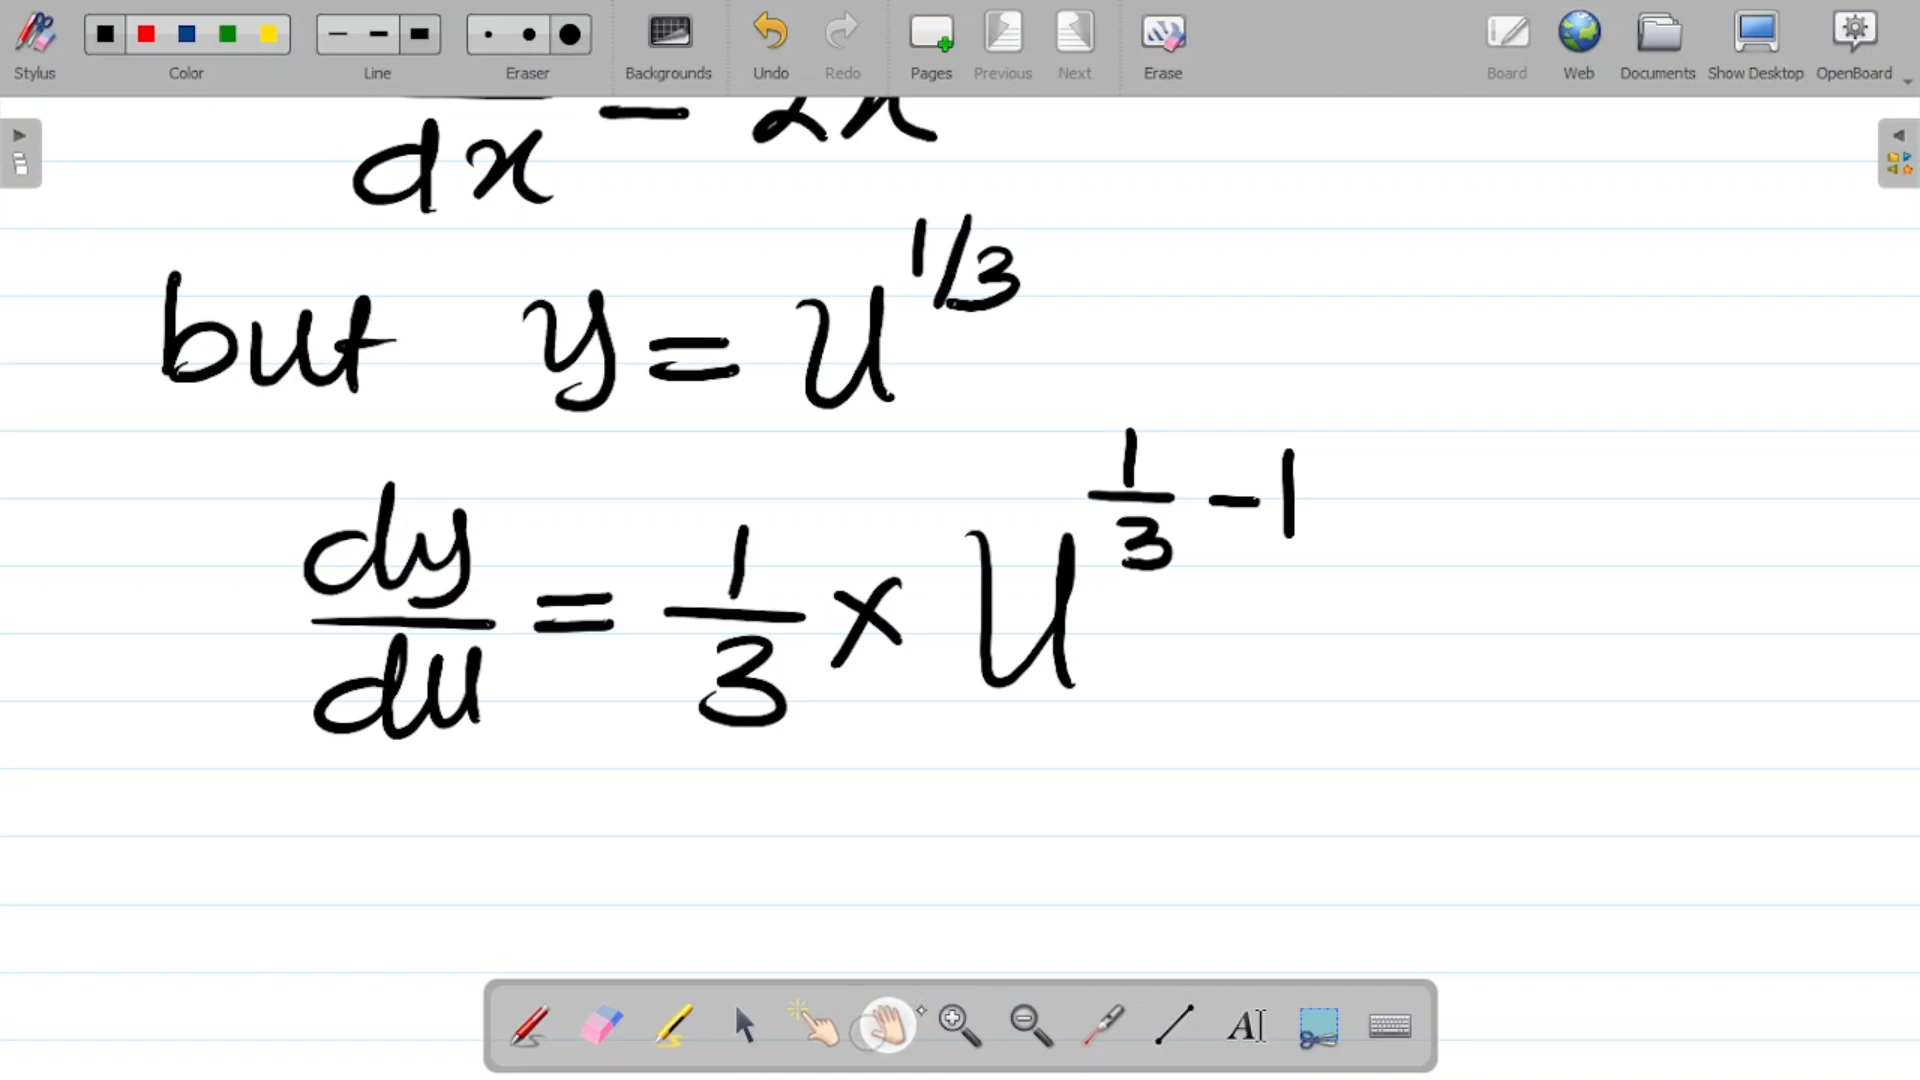 Stylus Color Line Eraser Backgrounds Undo Redo Pages Previous Next Erase Board Web Documents Show Desktop OpenBoard
dx = 2x
but y = u^1/3
dy/du = 1/3 × u^(1/3 - 1)